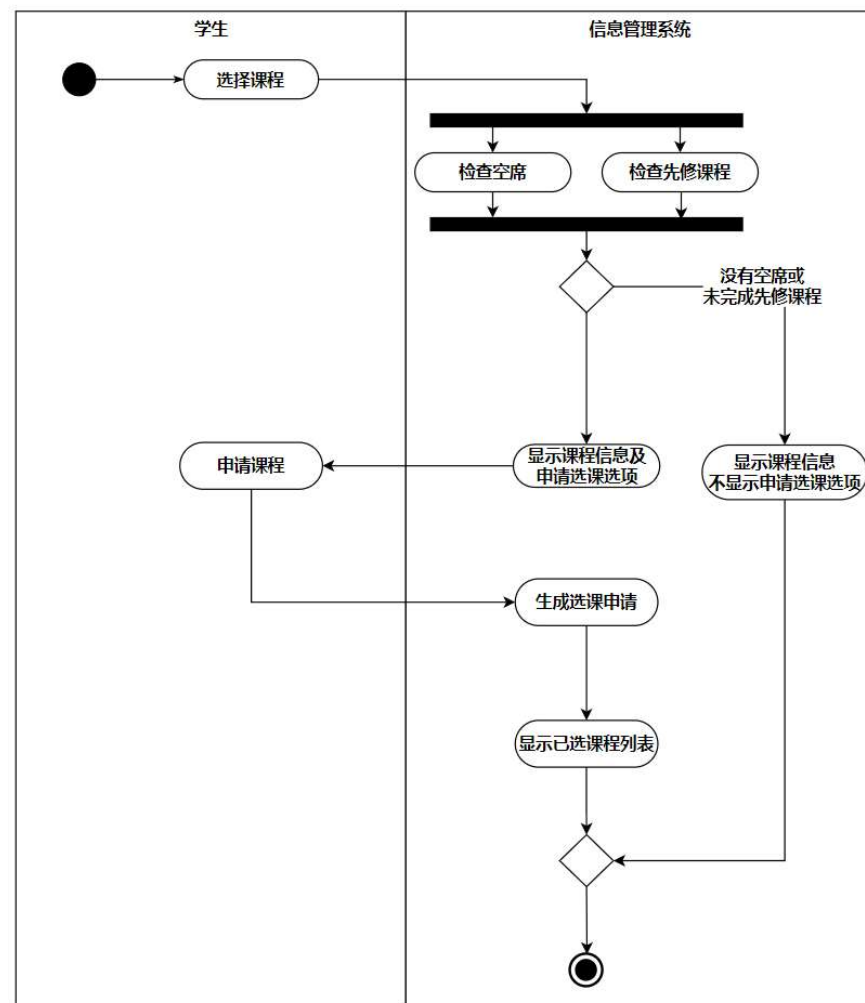 学生
信息管理系统
选择课程
检查空席
检查先修课程
没有空席或
未完成先修课程
申请课程
显示课程信息及
申请选课选项
显示课程信息
不显示申请选课选项
生成选课申请
显示已选课程列表